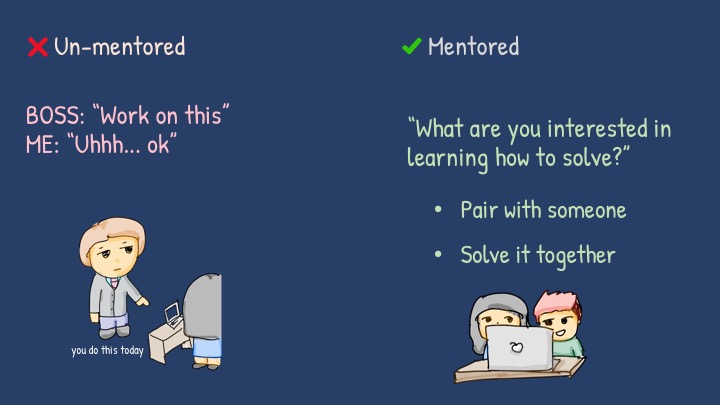 Un-mentored
BOSS: “Work on this”
ME: “Uhhh... ok”
you do this today
Mentored
“What are you interested in
learning how to solve?”
• Pair with someone
• Solve it together